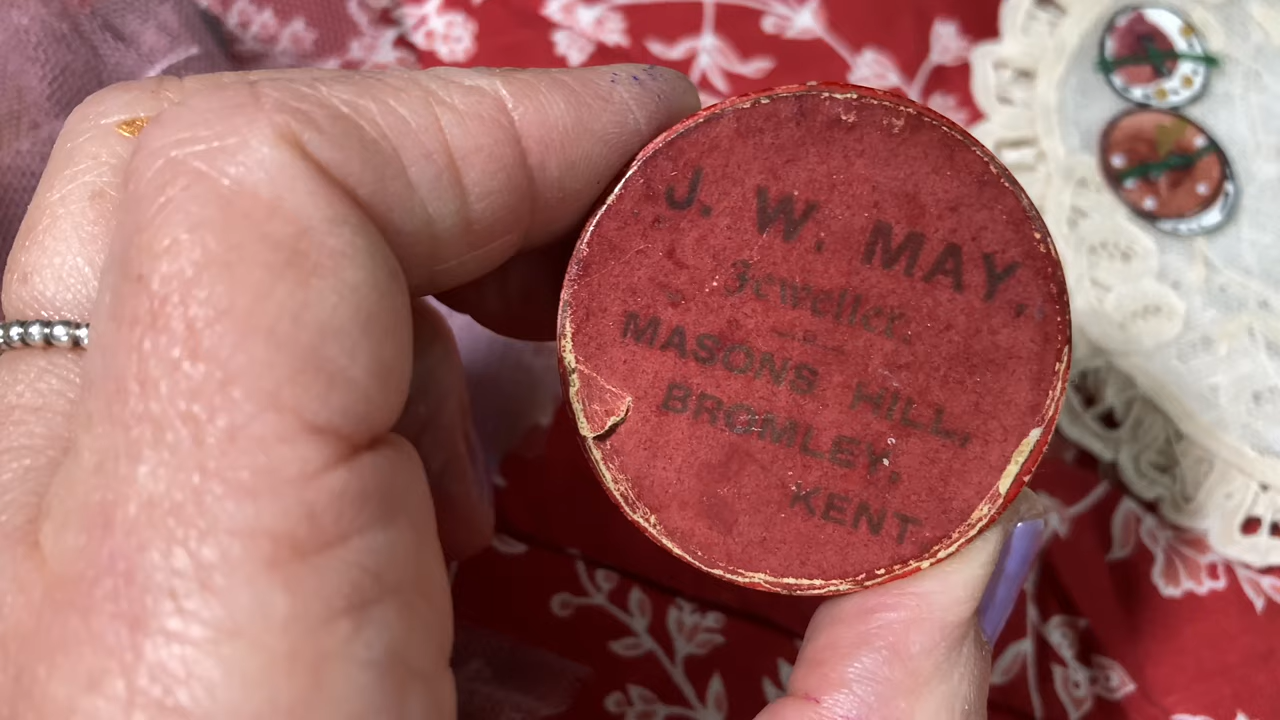 J. W. MAY,
Jeweller.
MASONS HILL,
BROMLEY,
KENT